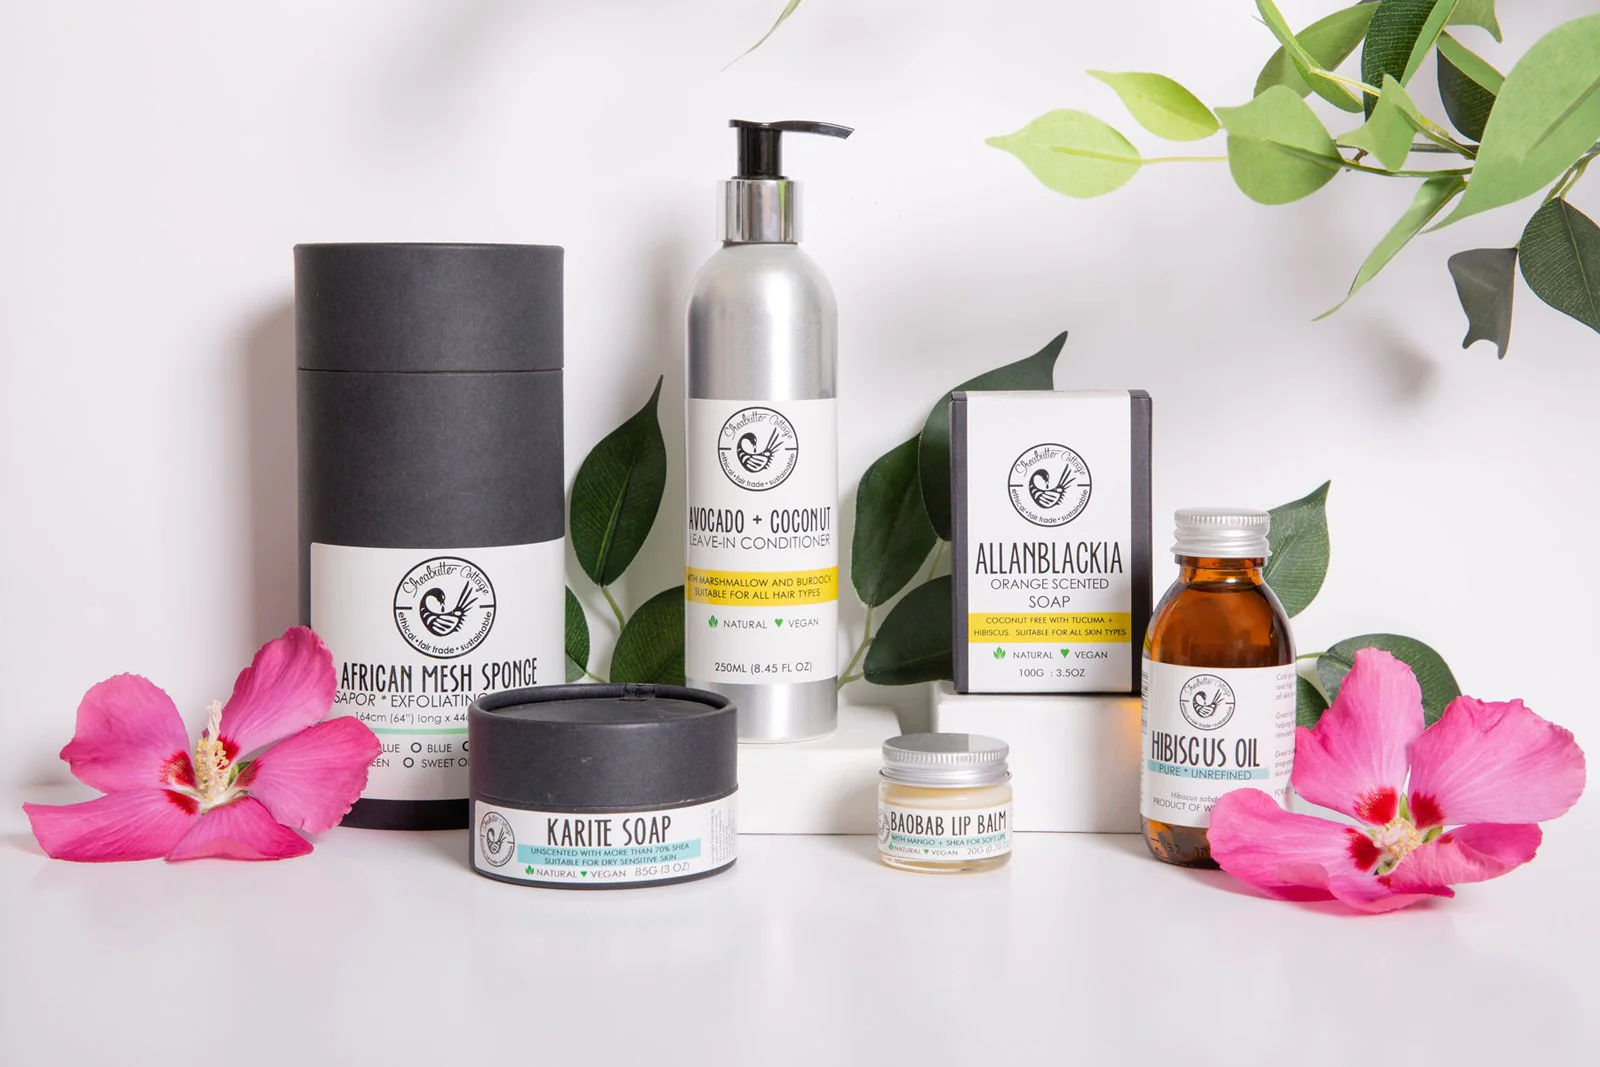 Sheabutter Cottage
ethical • fair trade • sustainable
AFRICAN MESH SPONGE
SAPOR * EXFOLIATING
164cm (64") long x
BLUE
SWEET
Sheabutter Cottage
ethical • fair trade • sustainable
AVOCADO + COCONUT
LEAVE-IN CONDITIONER
WITH MARSHMALLOW AND BURDOCK
SUITABLE FOR ALL HAIR TYPES
NATURAL VEGAN
250ML (8.45 FL OZ)
Sheabutter Cottage
ethical • fair trade • sustainable
ALLANBLACKIA
ORANGE SCENTED
SOAP
COCONUT FREE WITH TUCUMA +
HIBISCUS. SUITABLE FOR ALL SKIN TYPES
NATURAL VEGAN
100G : 3.5OZ
HIBISCUS OIL
PURE * UNREFINED
Hibiscus
PRODUCT OF
KARITE SOAP
UNSCENTED WITH MORE THAN 70% SHEA
SUITABLE FOR DRY SENSITIVE SKIN
NATURAL VEGAN 85G (3 OZ)
BAOBAB LIP BALM
WITH MANGO + SHEA FOR SOFT LIPS
NATURAL VEGAN 20G